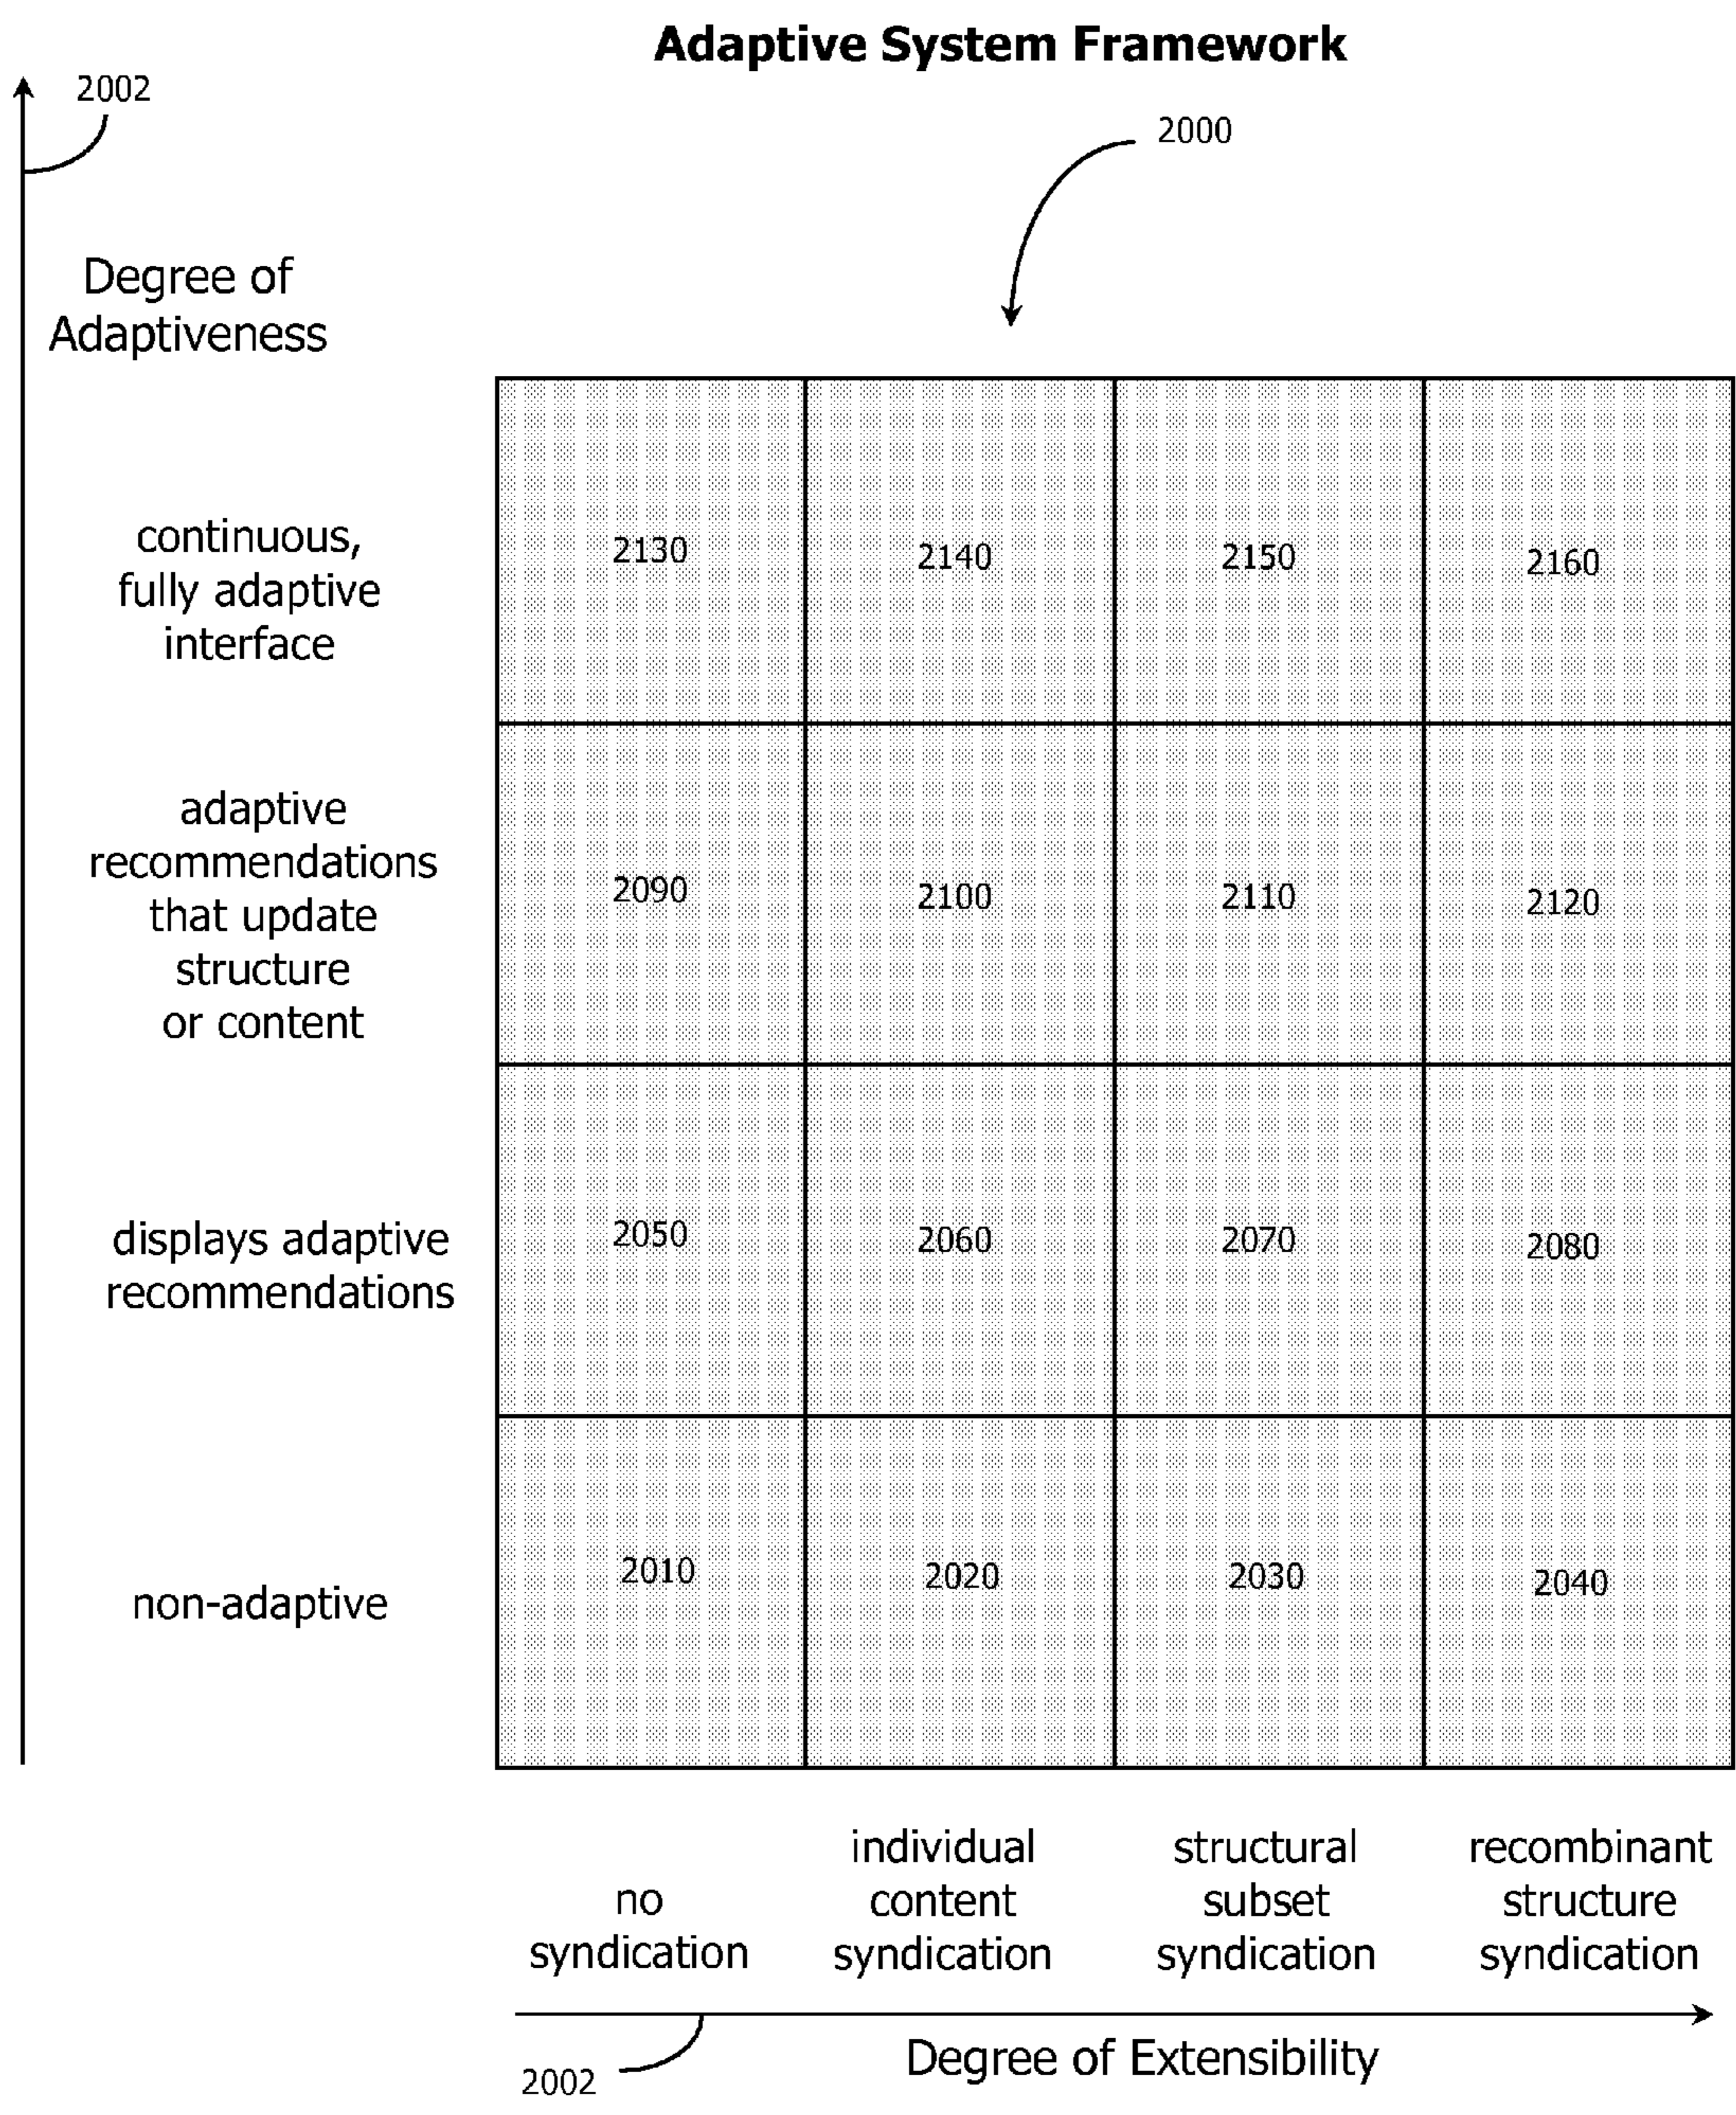 Adaptive System Framework
2002
2000
Degree of
Adaptiveness
continuous,
fully adaptive
interface
2130
2140
2150
2160
adaptive
recommendations
that update
structure
or content
2090
2100
2110
2120
displays adaptive
recommendations
2050
2060
2070
2080
non-adaptive
2010
2020
2030
2040
no
syndication
individual
content
syndication
structural
subset
syndication
recombinant
structure
syndication
Degree of Extensibility
2002